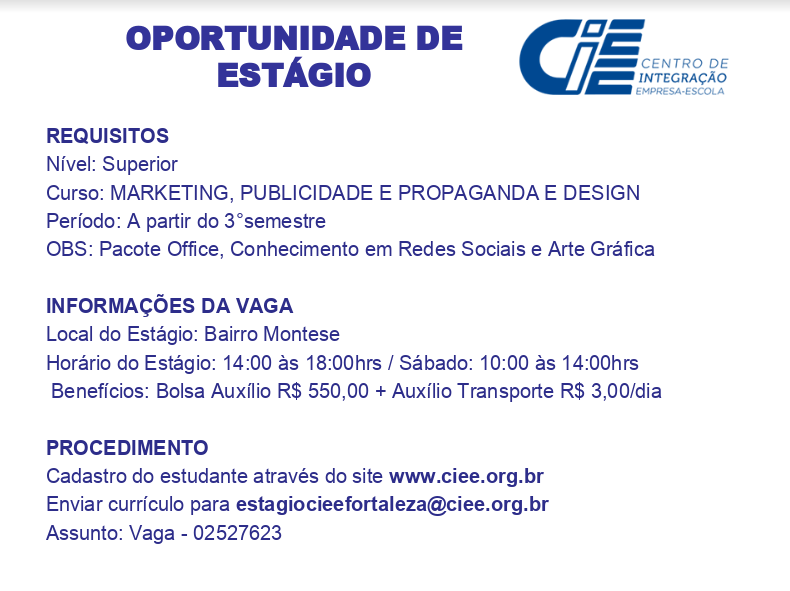 OPORTUNIDADE DE
ESTÁGIO
CIEE
CENTRO DE
INTEGRAÇÃO
EMPRESA-ESCOLA
REQUISITOS
Nível: Superior
Curso: MARKETING, PUBLICIDADE E PROPAGANDA E DESIGN
Período: A partir do 3°semestre
OBS: Pacote Office, Conhecimento em Redes Sociais e Arte Gráfica
INFORMAÇÕES DA VAGA
Local do Estágio: Bairro Montese
Horário do Estágio: 14:00 às 18:00hrs / Sábado: 10:00 às 14:00hrs
Benefícios: Bolsa Auxílio R$ 550,00 + Auxílio Transporte R$ 3,00/dia
PROCEDIMENTO
Cadastro do estudante através do site www.ciee.org.br
Enviar currículo para estagiocieefortaleza@ciee.org.br
Assunto: Vaga - 02527623